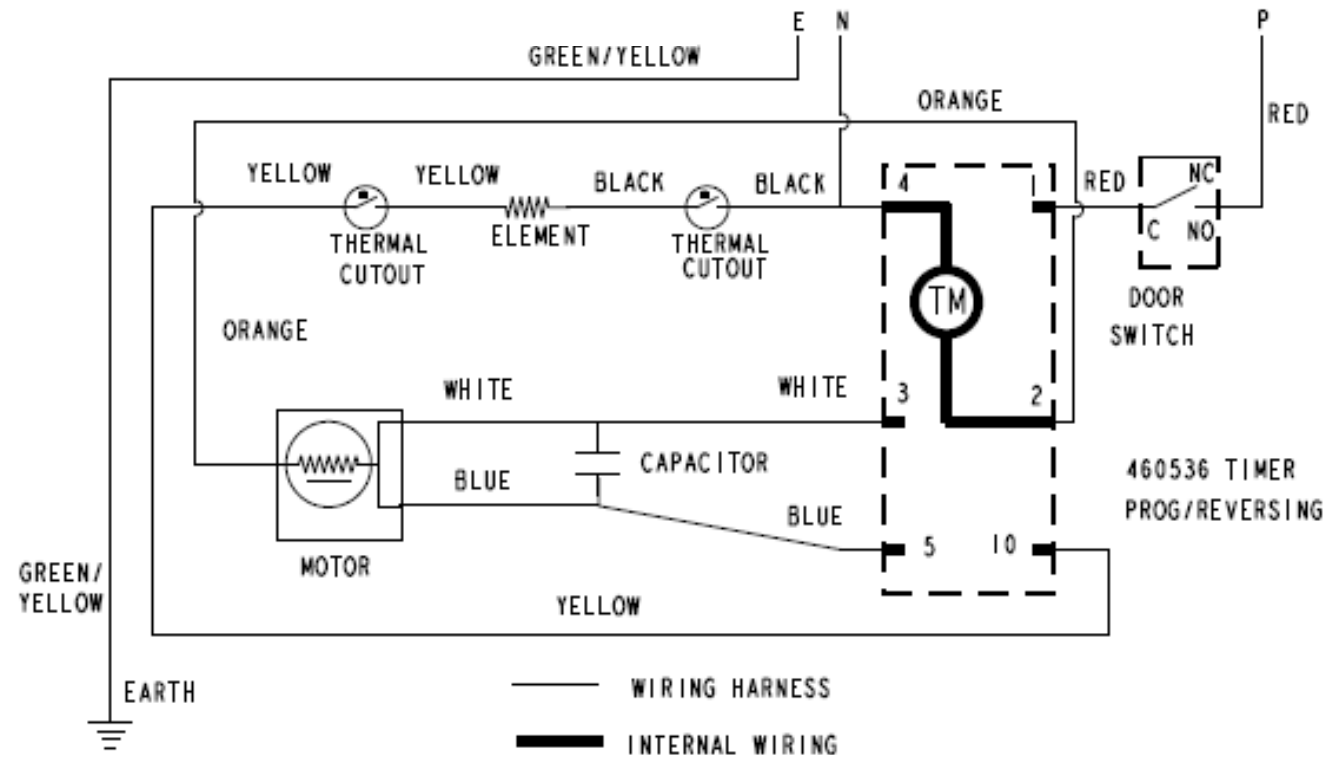 E N P
GREEN/YELLOW
ORANGE
RED
YELLOW
YELLOW
BLACK
BLACK
4
1
RED
NC
C NO
THERMAL
CUTOUT
ELEMENT
THERMAL
CUTOUT
TM
DOOR
SWITCH
ORANGE
WHITE
WHITE
3
2
CAPACITOR
BLUE
BLUE
460536 TIMER
PROG/REVERSING
5
10
MOTOR
GREEN/
YELLOW
YELLOW
EARTH
WIRING HARNESS
INTERNAL WIRING